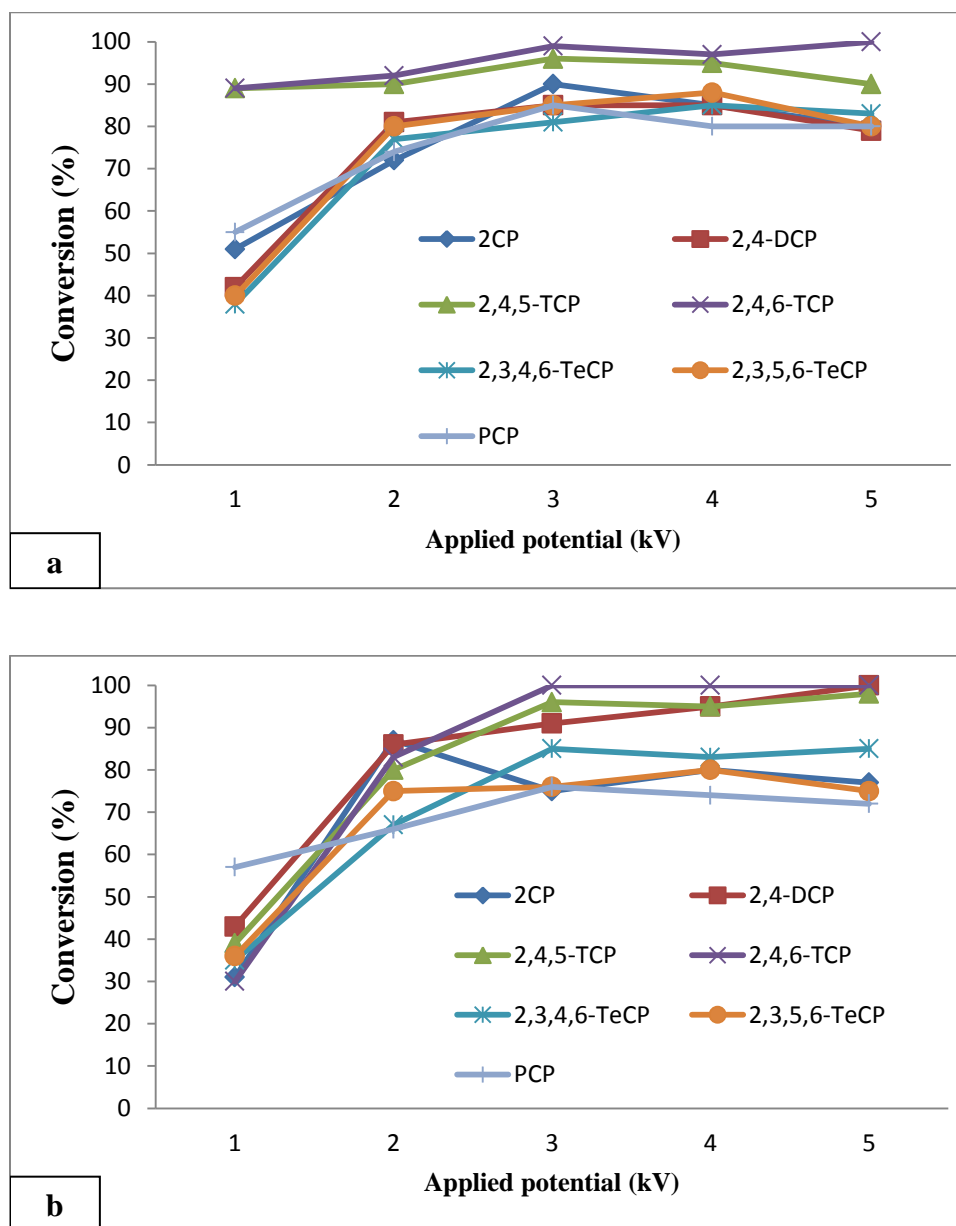 100
90
80
70
60
50
40
30
20
10
0
Conversion (%)
2CP
2,4-DCP
2,4,5-TCP
2,4,6-TCP
2,3,4,6-TeCP
2,3,5,6-TeCP
PCP
1 2 3 4 5
Applied potential (kV)
a
100
90
80
70
60
50
40
30
20
10
0
Conversion (%)
2CP
2,4-DCP
2,4,5-TCP
2,4,6-TCP
2,3,4,6-TeCP
2,3,5,6-TeCP
PCP
1 2 3 4 5
Applied potential (kV)
b